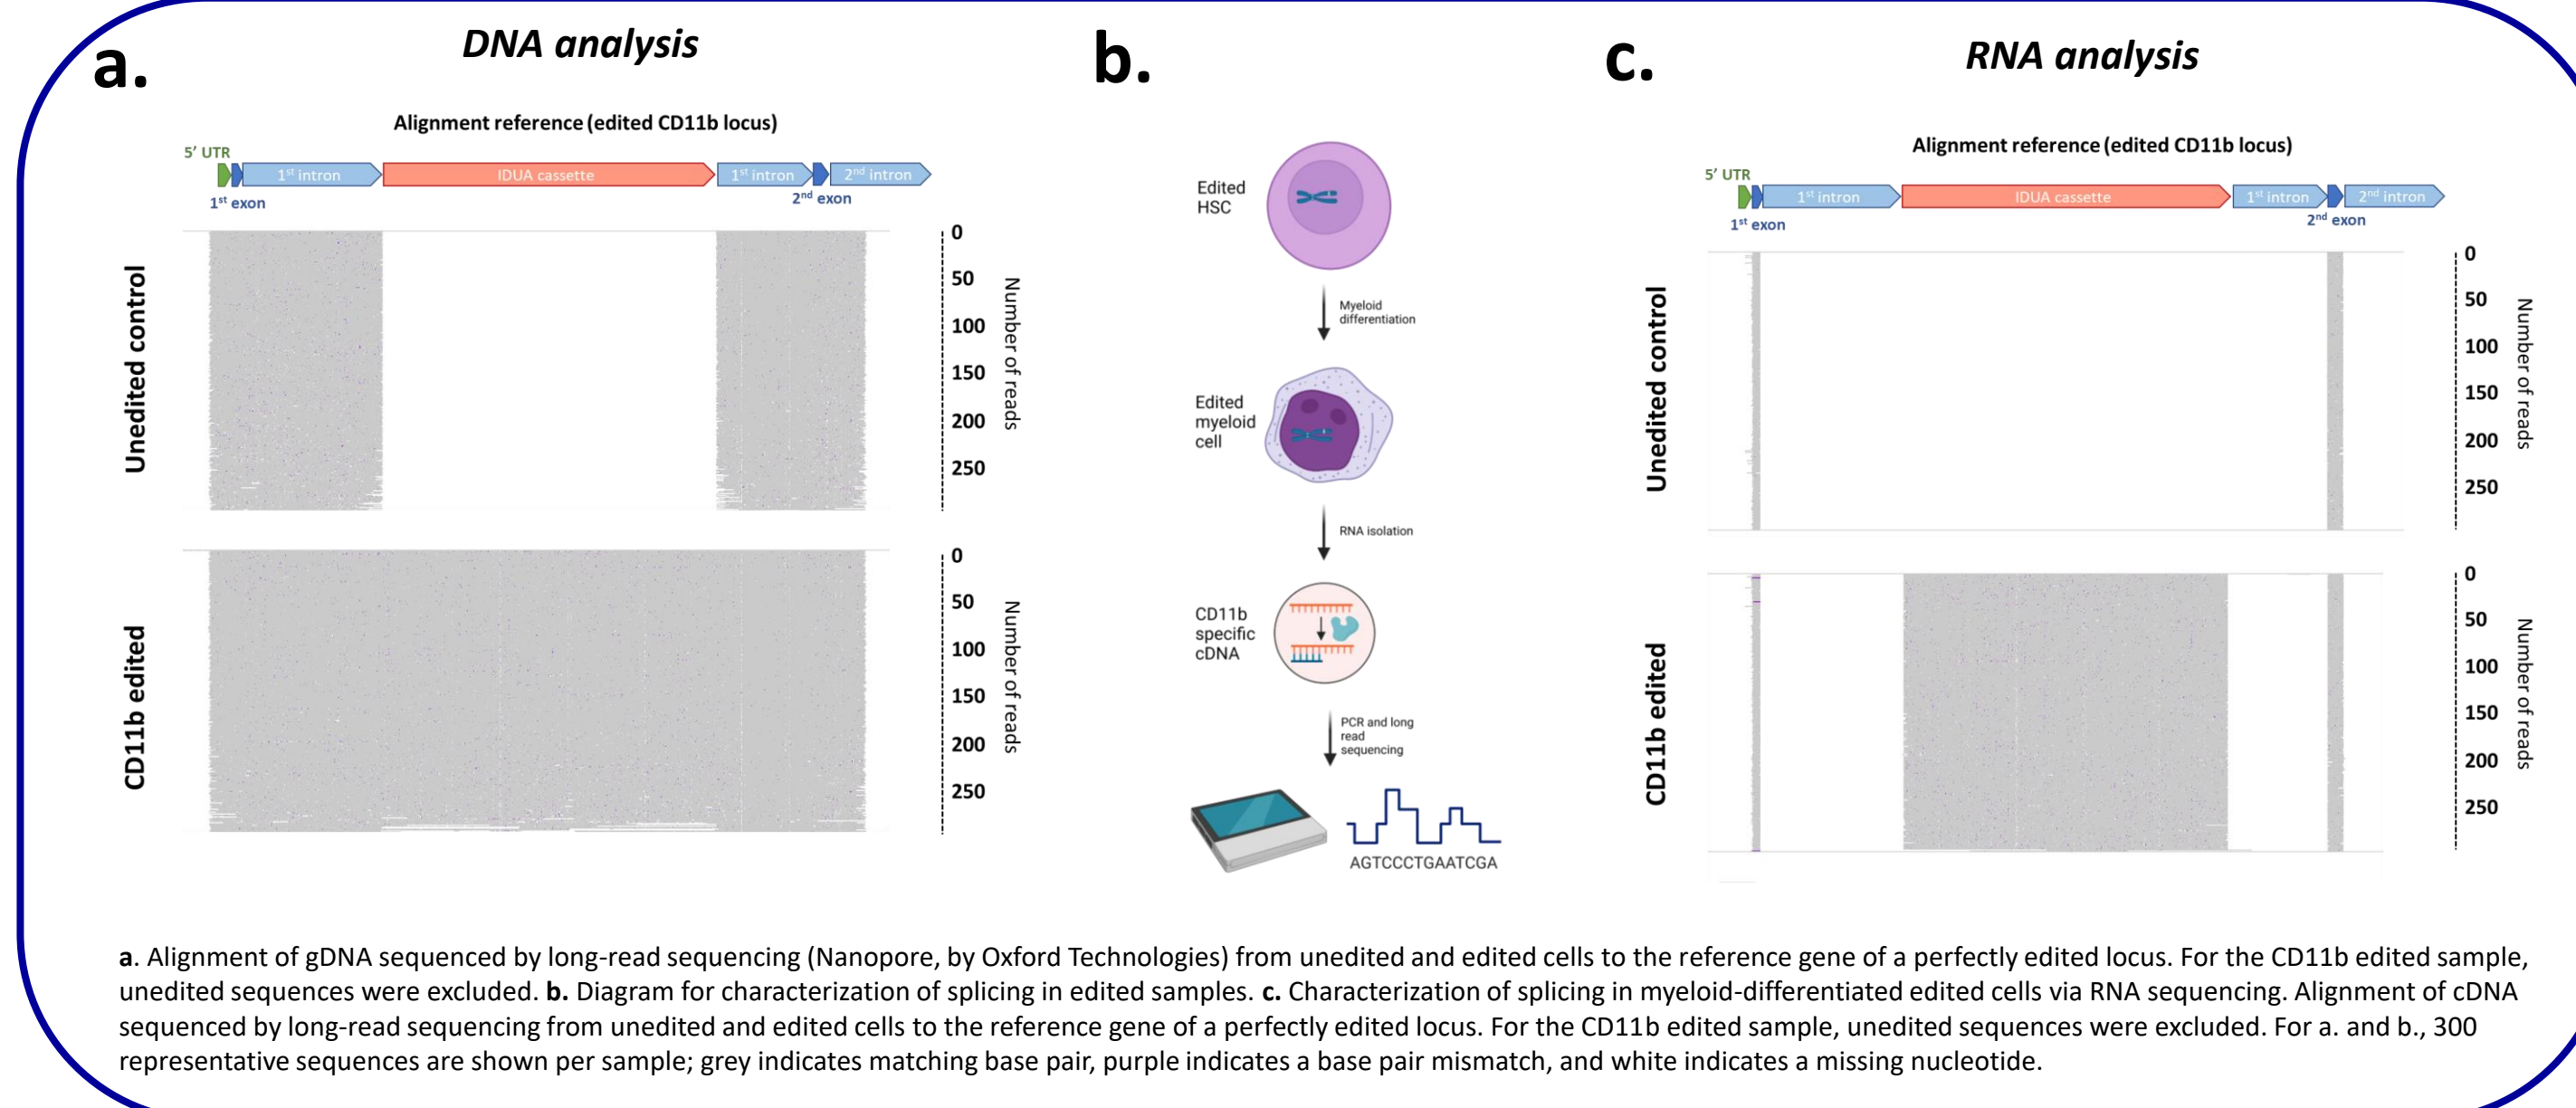 a.
DNA analysis
Alignment reference (edited CD11b locus)
5’ UTR
1st intron
IDUA cassette
1st intron
2nd intron
1st exon
2nd exon
Unedited control
0
50
100
150
200
250
Number of reads
CD11b edited
0
50
100
150
200
250
Number of reads
b.
Edited
HSC
Myeloid
differentiation
Edited
myeloid
cell
RNA isolation
CD11b
specific
cDNA
PCR and long
read
sequencing
AGTCCCTGAATCGA
c.
RNA analysis
Alignment reference (edited CD11b locus)
5’ UTR
1st intron
IDUA cassette
1st intron
2nd intron
1st exon
2nd exon
Unedited control
0
50
100
150
200
250
Number of reads
CD11b edited
0
50
100
150
200
250
Number of reads
a. Alignment of gDNA sequenced by long-read sequencing (Nanopore, by Oxford Technologies) from unedited and edited cells to the reference gene of a perfectly edited locus. For the CD11b edited sample,
unedited sequences were excluded. b. Diagram for characterization of splicing in edited samples. c. Characterization of splicing in myeloid-differentiated edited cells via RNA sequencing. Alignment of cDNA
sequenced by long-read sequencing from unedited and edited cells to the reference gene of a perfectly edited locus. For the CD11b edited sample, unedited sequences were excluded. For a. and b., 300
representative sequences are shown per sample; grey indicates matching base pair, purple indicates a base pair mismatch, and white indicates a missing nucleotide.